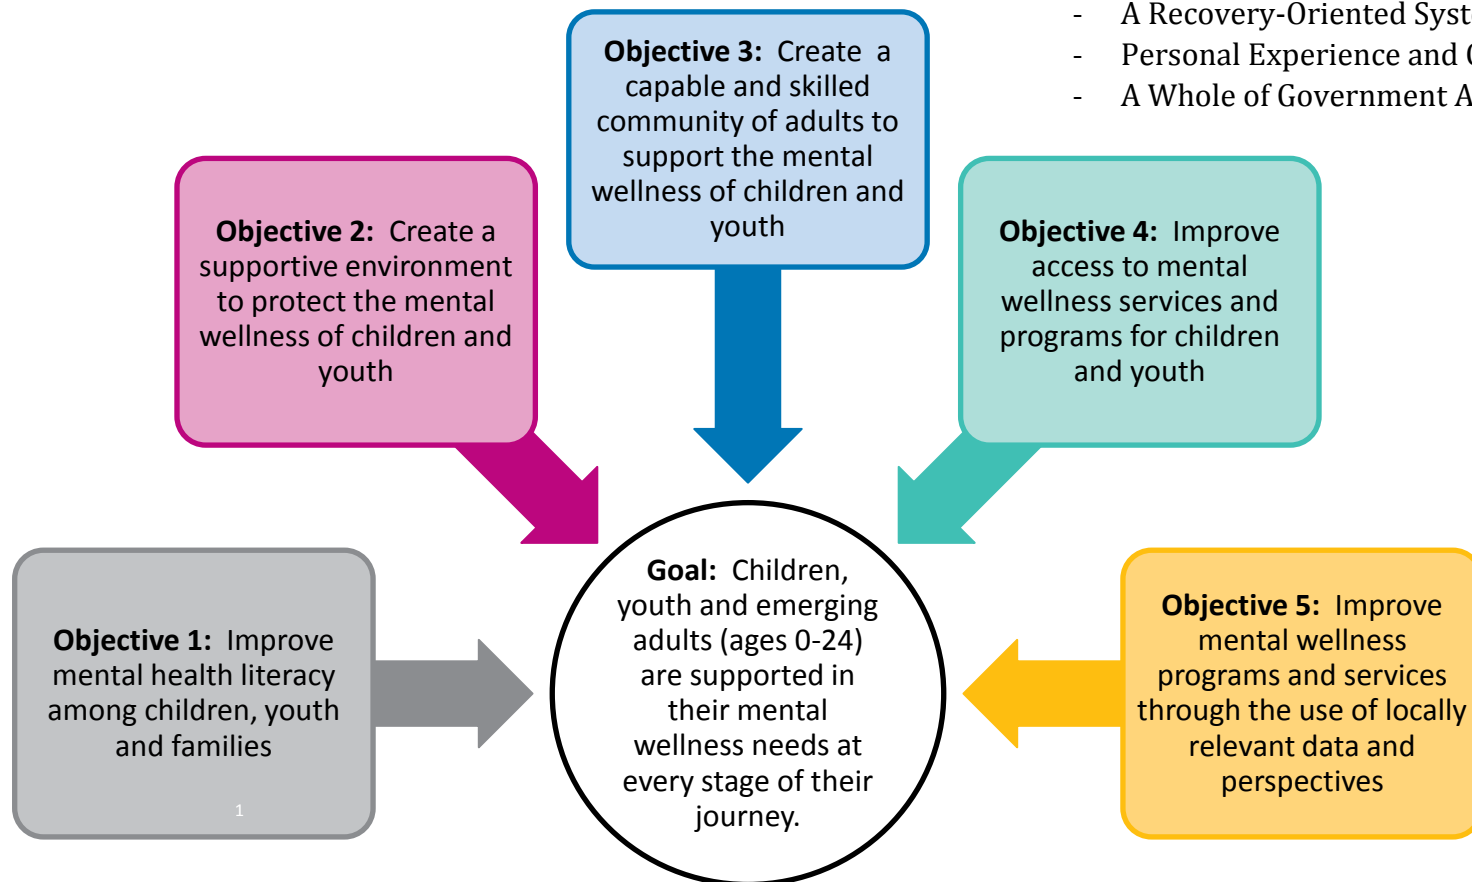 - A Recovery-Oriented
- Personal Experience and
- A Whole of Government
Objective 3: Create a
capable and skilled
community of adults to
support the mental
wellness of children and
youth
Objective 2: Create a
supportive environment
to protect the mental
wellness of children and
youth
Objective 4: Improve
access to mental
wellness services and
programs for children
and youth
Objective 1: Improve
mental health literacy
among children, youth
and families
1
Goal: Children,
youth and emerging
adults (ages 0-24)
are supported in
their mental
wellness needs at
every stage of their
journey.
Objective 5: Improve
mental wellness
programs and services
through the use of locally
relevant data and
perspectives